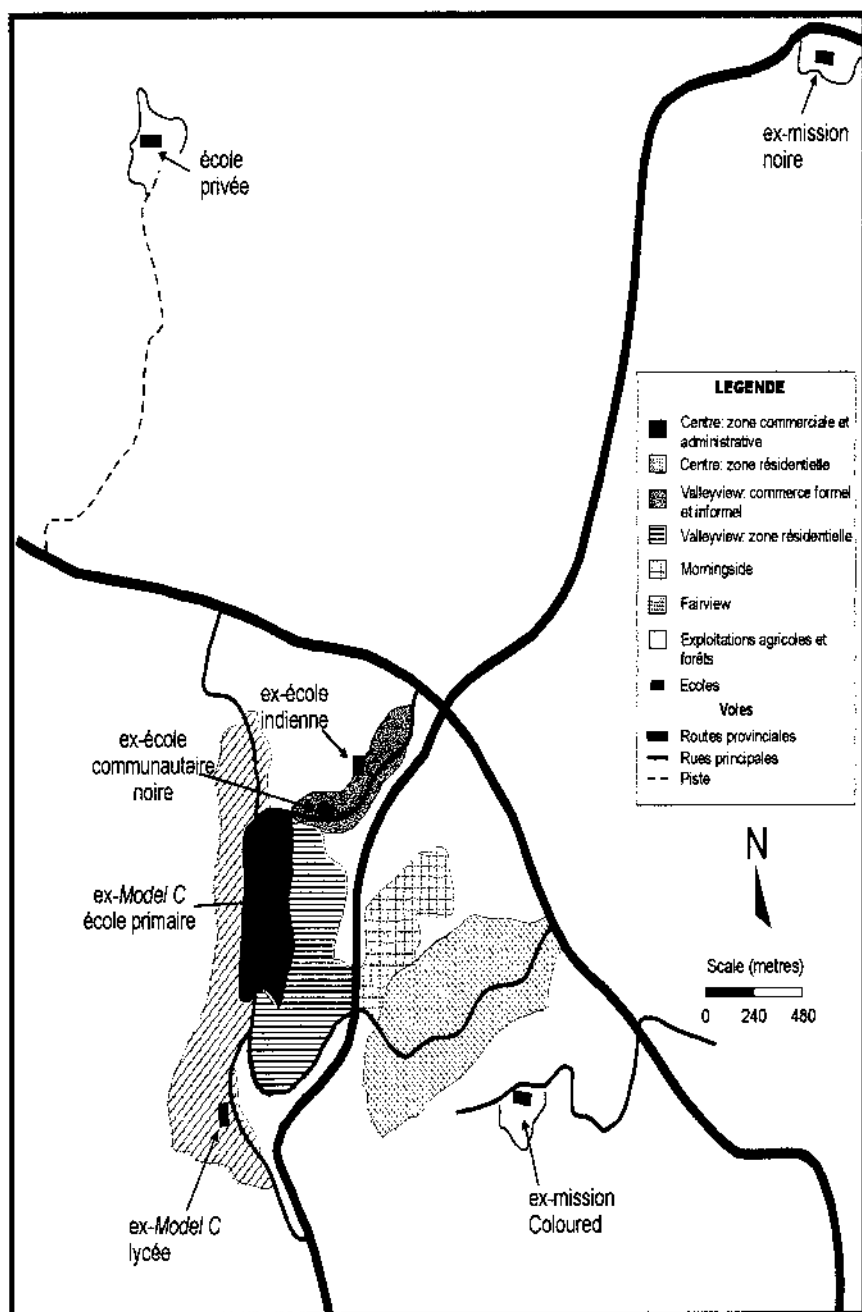 ex-mission
noire
école
privée
LEGENDE
Centre: zone commerciale et
administrative
Centre: zone résidentielle
Valleyview: commerce formel
et informel
Valleyview: zone résidentielle
Morningside
Fairview
Exploitations agricoles et
forêts
Ecoles
Voies
Routes provinciales
Rues principales
Piste
ex-école
indienne
ex-école
communautaire
noire
ex-Model C
école primaire
N
Scale (metres)
0 240 480
ex-mission
Coloured
ex-Model C
lycée